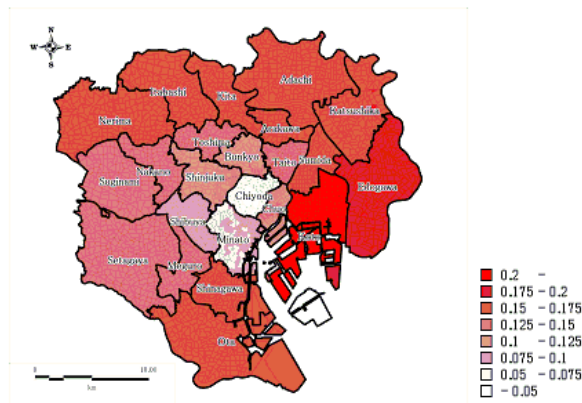 N
W E
S
Adachi
Itabashi
Kita
Katsushika
Nerima
Arakawa
Toshima
Bunkyo
Taito
Sumida
Nakano
Suginami
Shinjuku
Edogawa
Chiyoda
Chuo
Shibuya
Minato
Koto
Setagaya
Meguro
Shinagawa
Ota
0.2 -
0.175 - 0.2
0.15 - 0.175
0.125 - 0.15
0.1 - 0.125
0.075 - 0.1
0.05 - 0.075
- 0.05
0 10.00
km